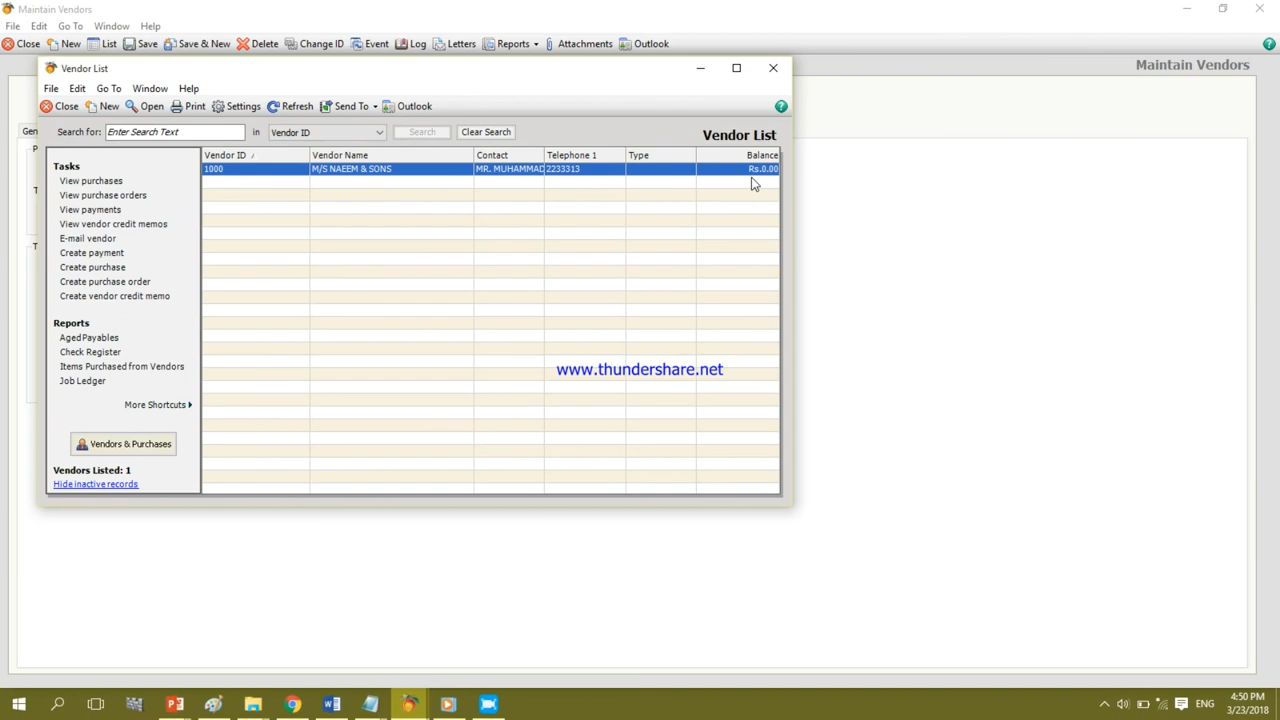 Maintain Vendors
File Edit Go To Window Help
Close New List Save Save & New Delete Change ID Event Log Letters Reports Attachments Outlook
Maintain Vendors
Vendor List
File Edit Go To Window Help
Close New Open Print Settings Refresh Send To Outlook
Search for: Enter Search Text in Vendor ID Search Clear Search
Vendor List
Vendor ID Vendor Name Contact Telephone 1 Type Balance
1000 M/S NAEEM & SONS MR. MUHAMMAD 2233313 Rs.0.00
Tasks
View purchases
View purchase orders
View payments
View vendor credit memos
E-mail vendor
Create payment
Create purchase
Create purchase order
Create vendor credit memo
Reports
Aged Payables
Check Register
Items Purchased from Vendors
Job Ledger
More Shortcuts
Vendors & Purchases
Vendors Listed: 1
Hide inactive records
www.thundershare.net
4:50 PM
ENG
3/23/2018